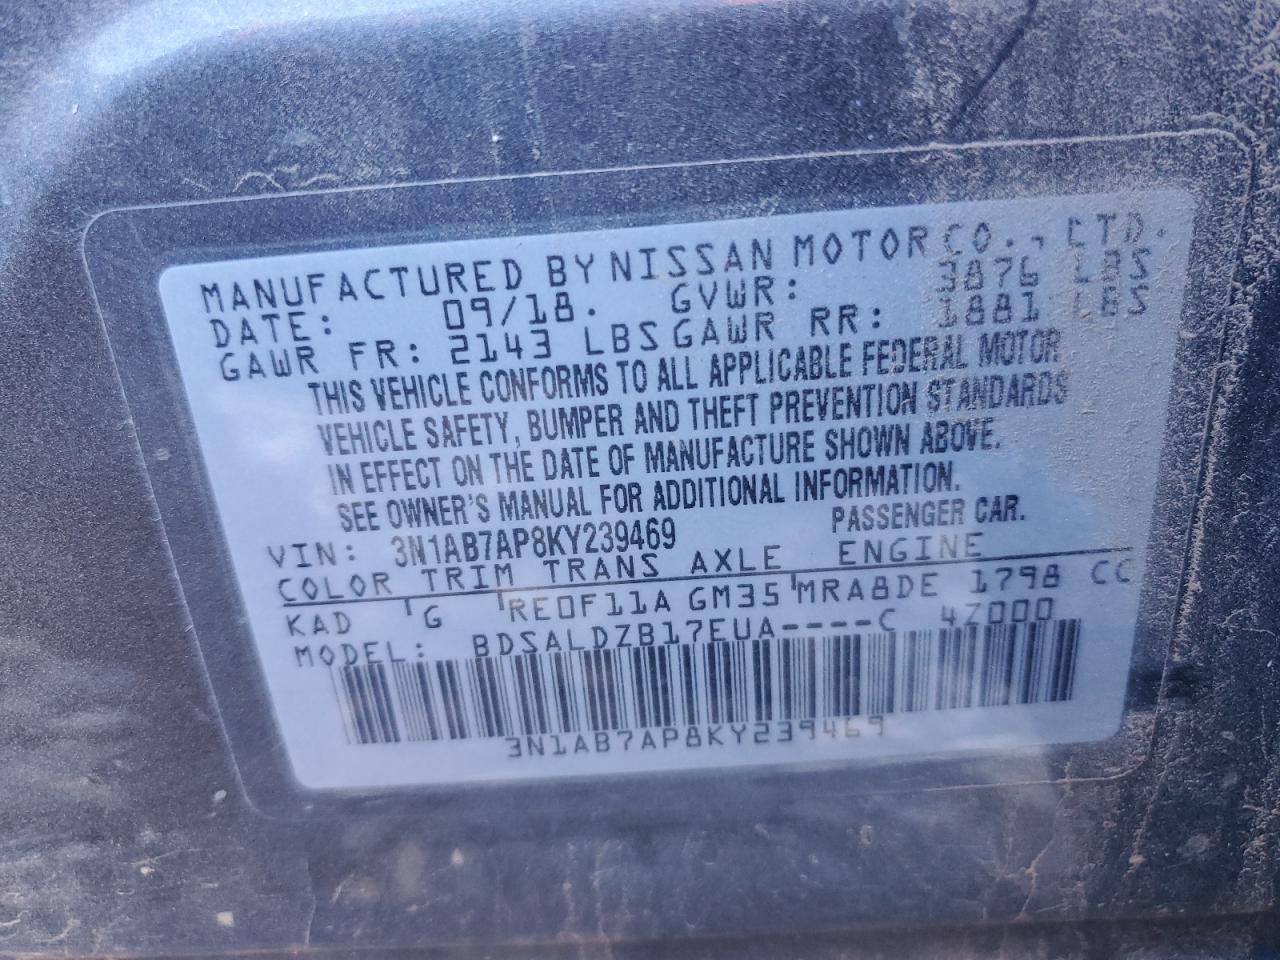 MANUFACTURED BY NISSAN MOTOR CO., LTD.
DATE: 09/18. GVWR: 3876 LBS
GAWR FR: 2143 LBS GAWR RR: 1881 LBS
THIS VEHICLE CONFORMS TO ALL APPLICABLE FEDERAL MOTOR
VEHICLE SAFETY, BUMPER AND THEFT PREVENTION STANDARDS
IN EFFECT ON THE DATE OF MANUFACTURE SHOWN ABOVE.
SEE OWNER'S MANUAL FOR ADDITIONAL INFORMATION.
VIN: 3N1AB7AP8KY239469 PASSENGER CAR.
COLOR TRIM TRANS AXLE ENGINE
KAD G RE0F11A GM35 MRA8DE 1798 CC
MODEL: BDSALDZB17EUA----C 4Z000
3N1AB7AP8KY239469